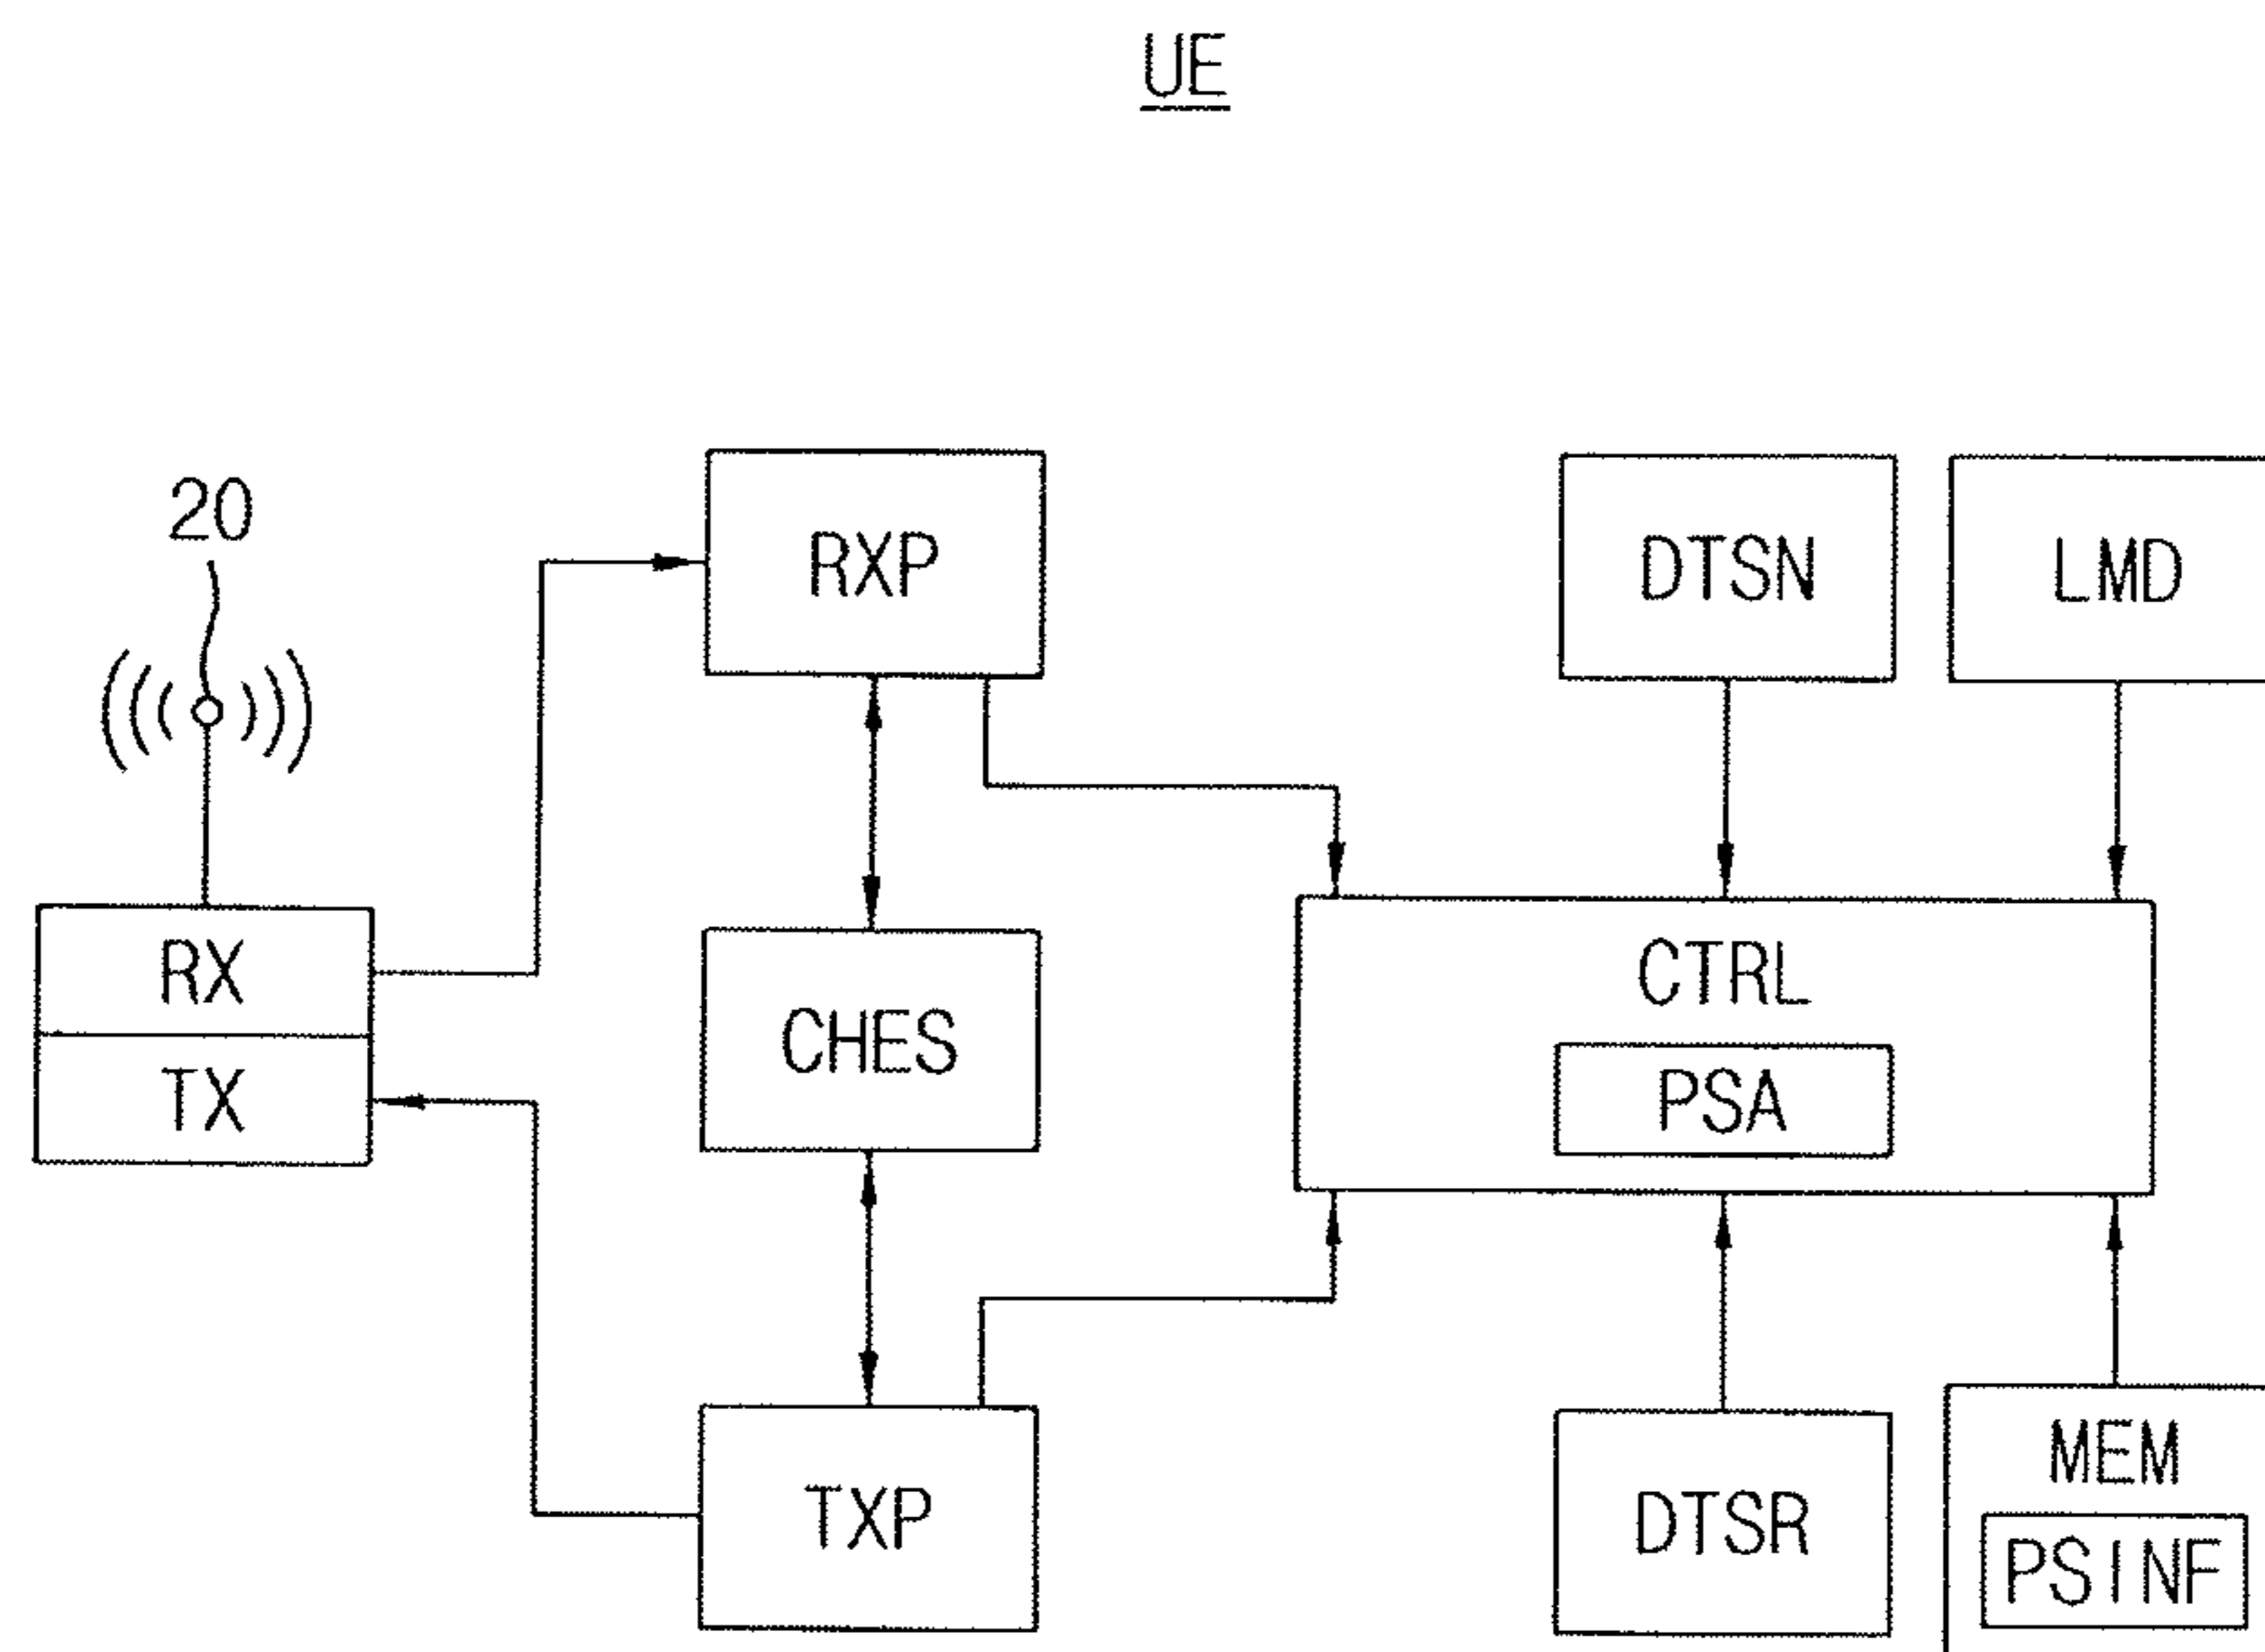 UE
20
RXP
DTSN
LMD
RX
TX
CHES
CTRL
PSA
TXP
DTSR
MEM
PSINF